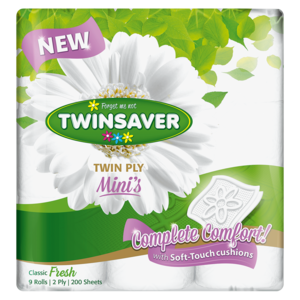 NEW
Forget me not
TWINSAVER
TWIN PLY
Mini's
Complete Comfort!
with Soft-Touch cushions
Classic Fresh
9 Rolls | 2 Ply | 200 Sheets